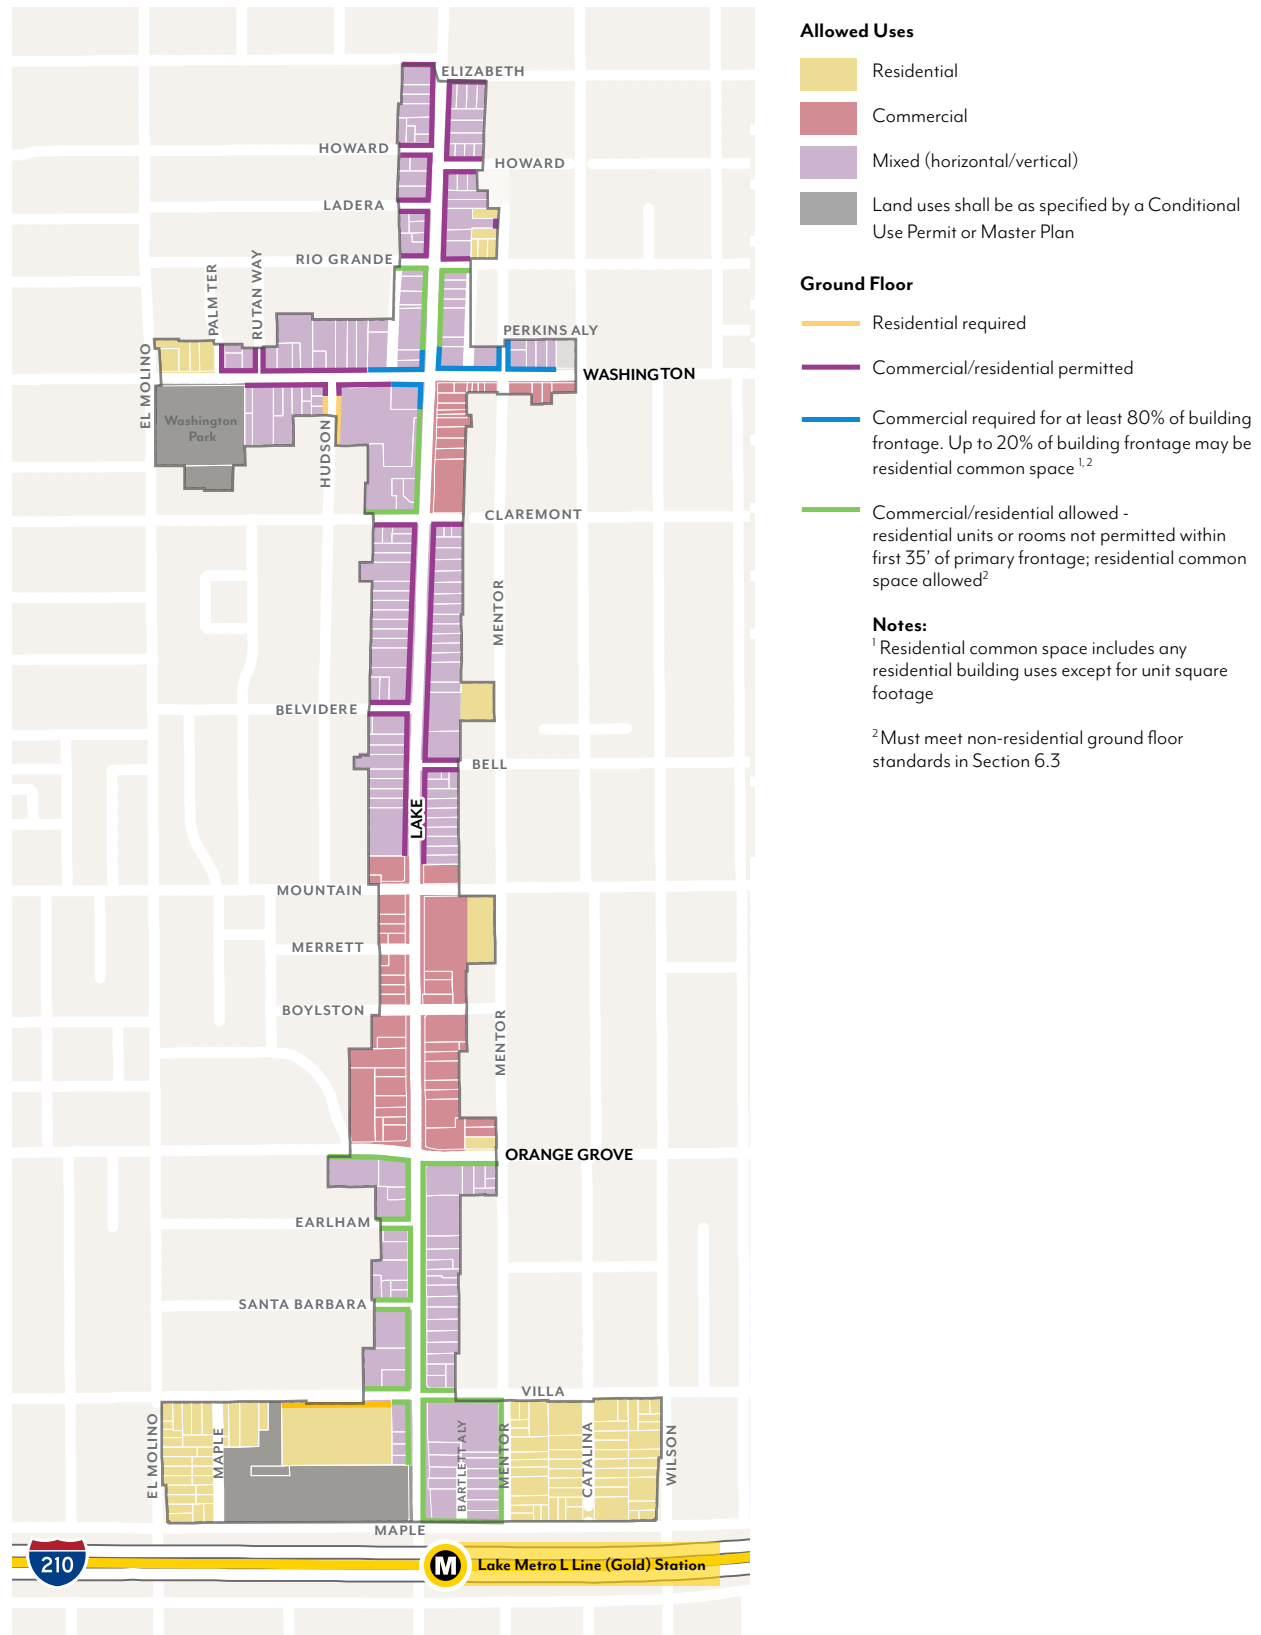 ELIZABETH
HOWARD
HOWARD
LADERA
RIO GRANDE
PALM TER
RUTAN WAY
PERKINS ALY
EL MOLINO
WASHINGTON
Washington
Park
HUDSON
CLAREMONT
MENTOR
BELVIDERE
BELL
LAKE
MOUNTAIN
MERRETT
BOYLSTON
MENTOR
ORANGE GROVE
EARLHAM
SANTA BARBARA
VILLA
EL MOLINO
MAPLE
BARTLETT ALY
MENTOR
CATALINA
WILSON
MAPLE
210
M
Lake Metro L Line (Gold) Station
Allowed Uses
Residential
Commercial
Mixed (horizontal/vertical)
Land uses shall be as specified by a Conditional
Use Permit or Master Plan
Ground Floor
Residential required
Commercial/residential permitted
Commercial required for at least 80% of building
frontage. Up to 20% of building frontage may be
residential common space 1, 2
Commercial/residential allowed -
residential units or rooms not permitted within
first 35’ of primary frontage; residential common
space allowed2
Notes:
1 Residential common space includes any
residential building uses except for unit square
footage
2 Must meet non-residential ground floor
standards in Section 6.3